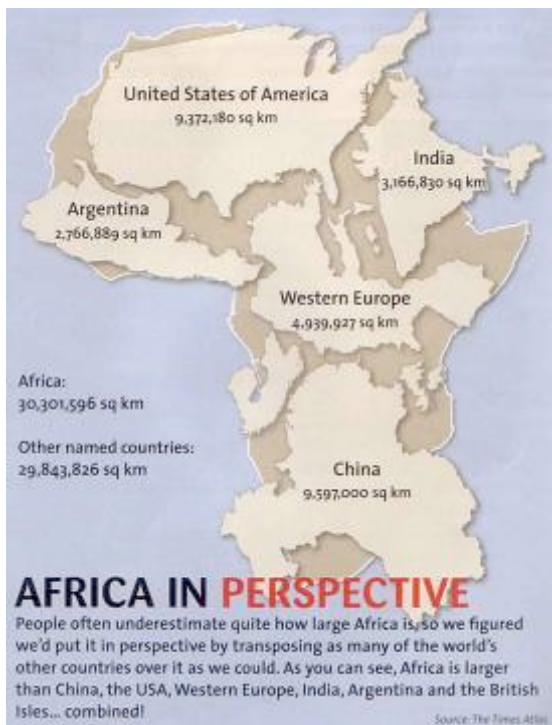 United States of America
9,372,180 sq km
India
3,166,830 sq km
Argentina
2,766,889 sq km
Western Europe
4,939,927 sq km
Africa:
30,301,596 sq km
Other named countries:
29,843,826 sq km
China
9,597,000 sq km
AFRICA IN PERSPECTIVE
People often underestimate quite how large Africa is, so we figured
we'd put it in perspective by transposing as many of the world's
other countries over it as we could. As you can see, Africa is larger
than China, the USA, Western Europe, India, Argentina and the British
Isles... combined!
Source: The Times Atlas